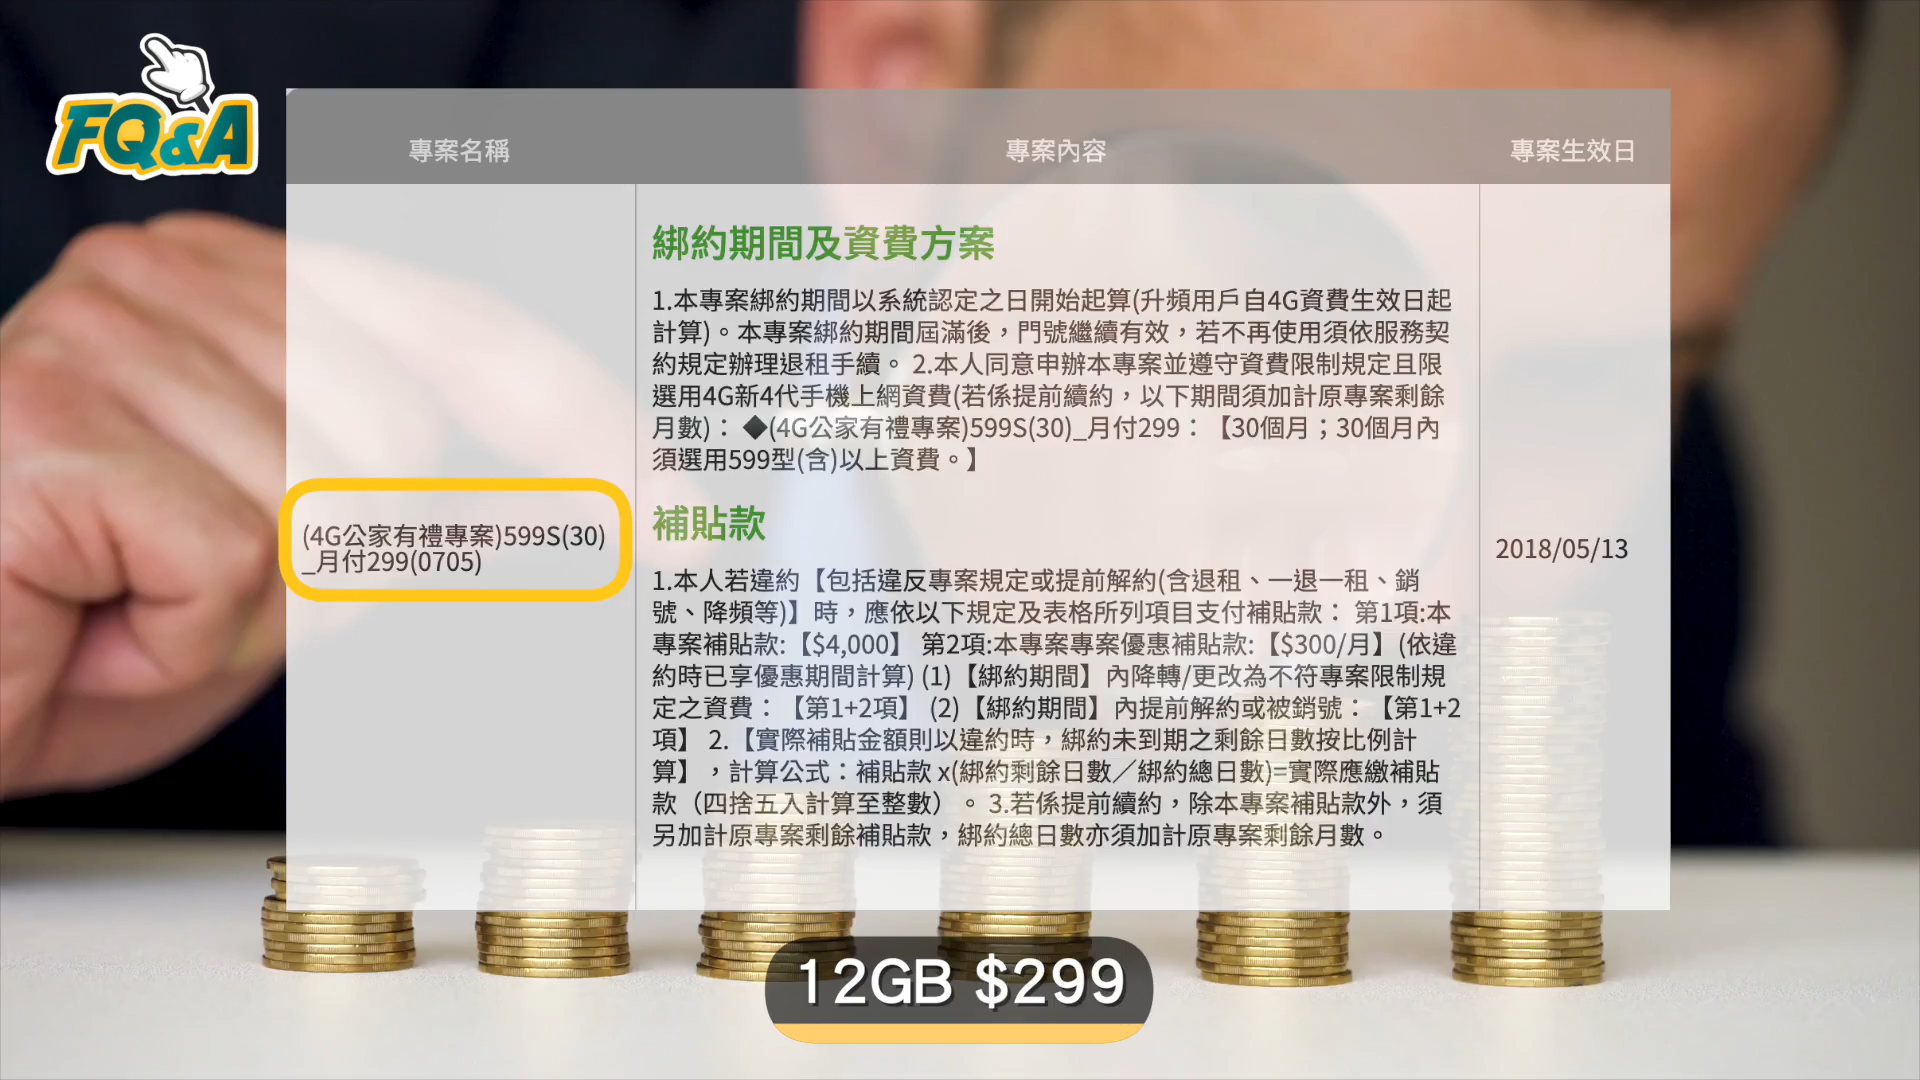 FQ&A
專案名稱
專案內容
專案生效日
綁約期間及資費方案
1.本專案綁約期間以系統認定之日開始起算(升頻用戶自4G資費生效日起
計算)。本專案綁約期間屆滿後，門號繼續有效，若不再使用須依服務契
約規定辦理退租手續。 2.本人同意申辦本專案並遵守資費限制規定且限
選用4G新4代手機上網資費(若係提前續約，以下期間須加計原專案剩餘
月數)： ◆(4G公家有禮專案)599S(30)_月付299：【30個月；30個月內
須選用599型(含)以上資費。】
(4G公家有禮專案)599S(30)
_月付299(0705)
補貼款
1.本人若違約【包括違反專案規定或提前解約(含退租、一退一租、銷
號、降頻等)】時，應依以下規定及表格所列項目支付補貼款： 第1項:本
專案補貼款:【$4,000】 第2項:本專案專案優惠補貼款:【$300/月】(依違
約時已享優惠期間計算) (1)【綁約期間】內降轉/更改為不符專案限制規
定之資費：【第1+2項】 (2)【綁約期間】內提前解約或被銷號：【第1+2
項】 2.【實際補貼金額則以違約時，綁約未到期之剩餘日數按比例計
算】，計算公式：補貼款 x(綁約剩餘日數／綁約總日數)=實際應繳補貼
款（四捨五入計算至整數）。 3.若係提前續約，除本專案補貼款外，須
另加計原專案剩餘補貼款，綁約總日數亦須加計原專案剩餘月數。
2018/05/13
12GB $299